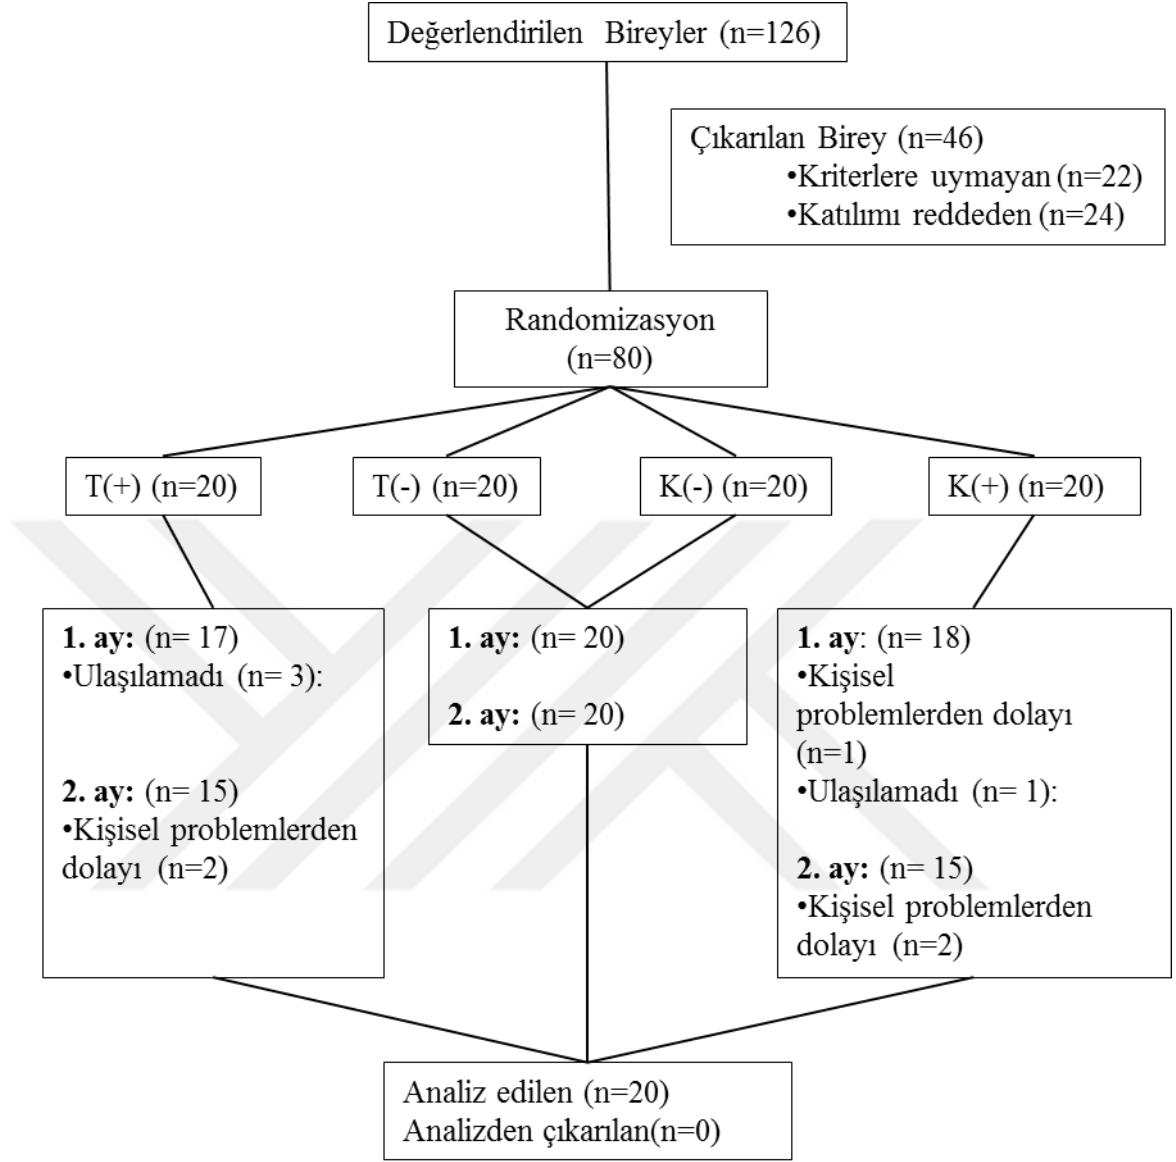 Değerlendirilen Bireyler (n=126)
Çıkarılan Birey (n=46)
•Kriterlere uymayan (n=22)
•Katılımı reddeden (n=24)
Randomizasyon
(n=80)
T(+) (n=20)
T(-) (n=20)
K(-) (n=20)
K(+) (n=20)
1. ay: (n= 17)
•Ulaşılamadı (n= 3):
2. ay: (n= 15)
•Kişisel problemlerden
dolayı (n=2)
1. ay: (n= 20)
2. ay: (n= 20)
1. ay: (n= 18)
•Kişisel
problemlerden dolayı
(n=1)
•Ulaşılamadı (n= 1):
2. ay: (n= 15)
•Kişisel problemlerden
dolayı (n=2)
Analiz edilen (n=20)
Analizden çıkarılan(n=0)